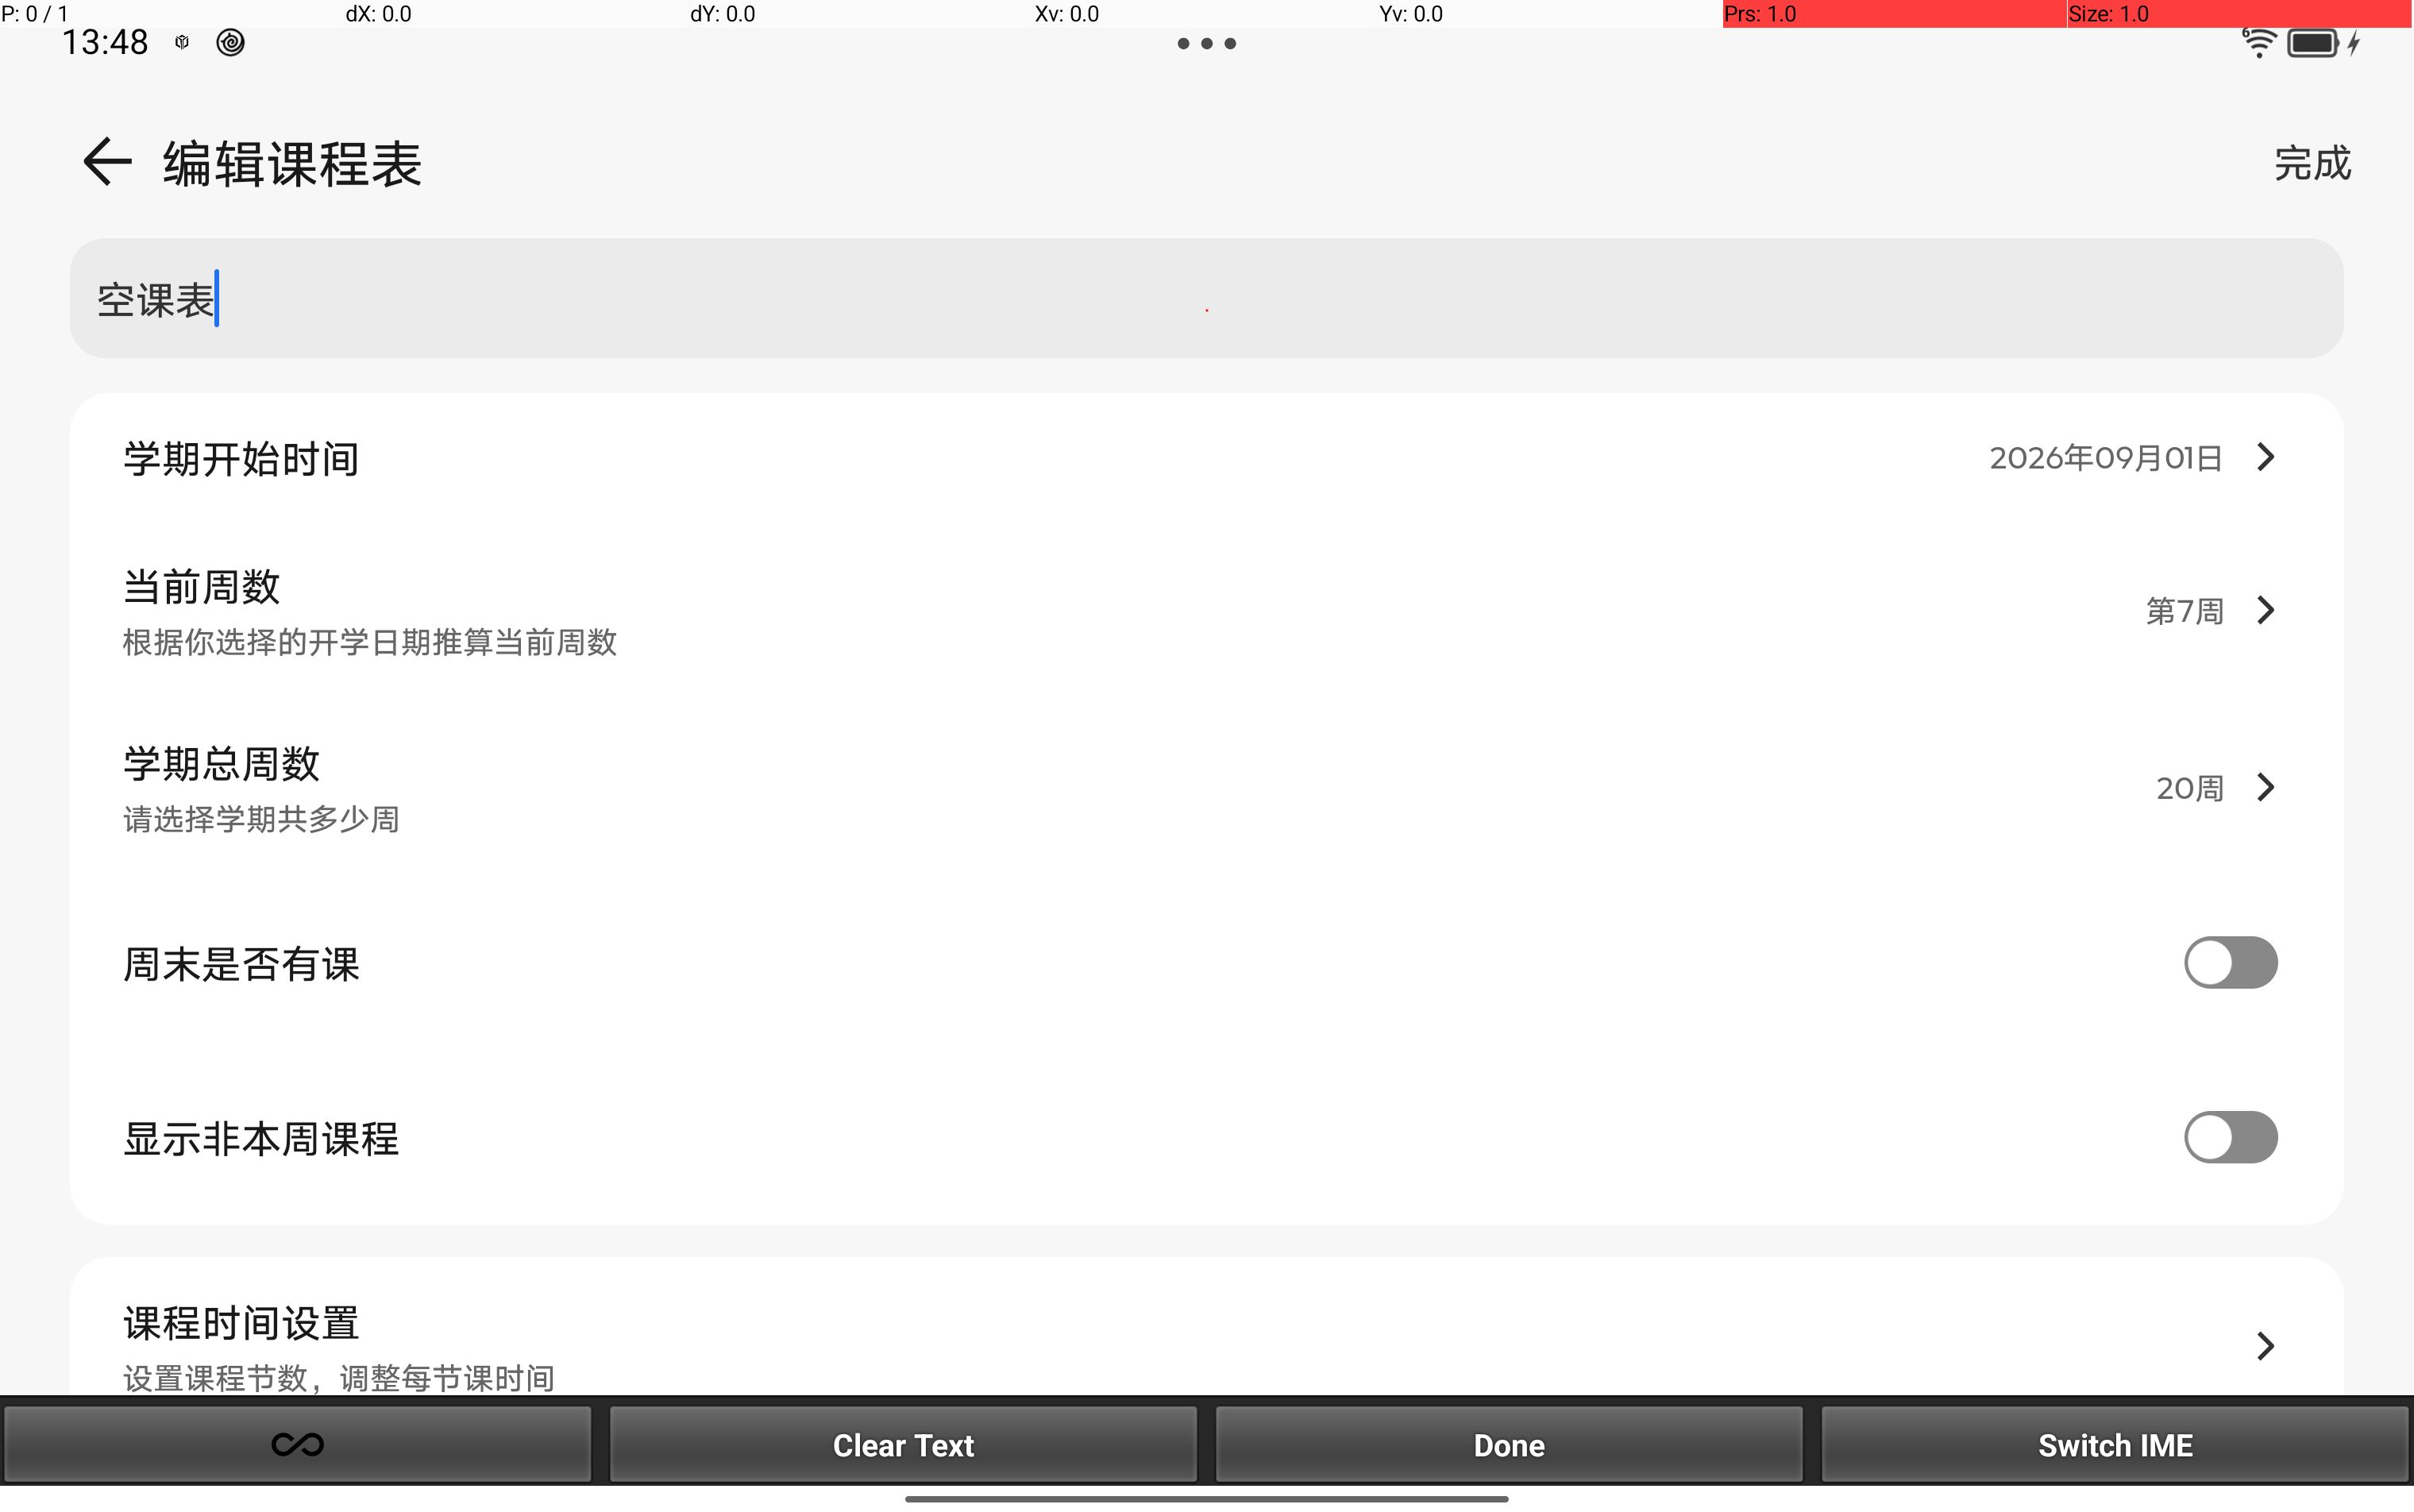 P: 0 / 1 dX: 0.0 dY: 0.0 Xv: 0.0 Yv: 0.0 Prs: 1.0 Size: 1.0
13:48 6
编辑课程表 完成
空课表
学期开始时间 2026年09月01日
当前周数 第7周
根据你选择的开学日期推算当前周数
学期总周数 20周
请选择学期共多少周
周末是否有课
显示非本周课程
课程时间设置
设置课程节数，调整每节课时间
Clear Text Done Switch IME